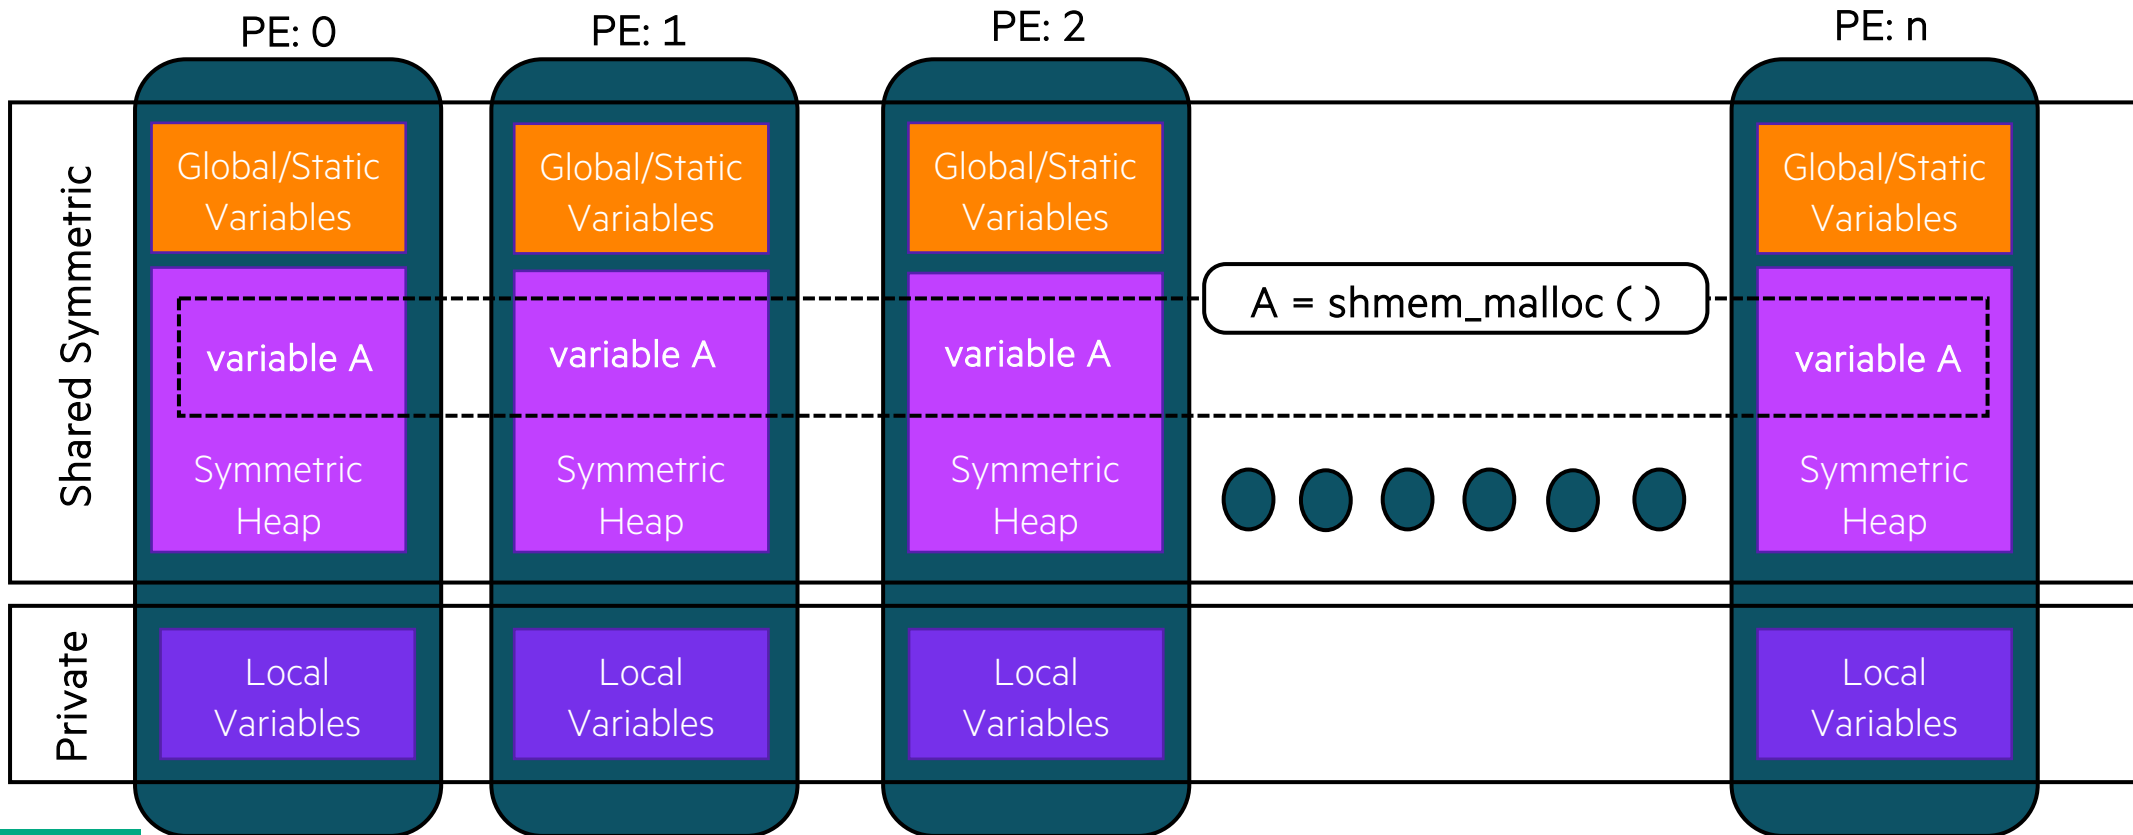 PE: 0
PE: 1
PE: 2
PE: n
Shared Symmetric
Global/Static
Variables
Global/Static
Variables
Global/Static
Variables
Global/Static
Variables
A = shmem_malloc ( )
variable A
variable A
variable A
variable A
Symmetric
Heap
Symmetric
Heap
Symmetric
Heap
Symmetric
Heap
Private
Local
Variables
Local
Variables
Local
Variables
Local
Variables